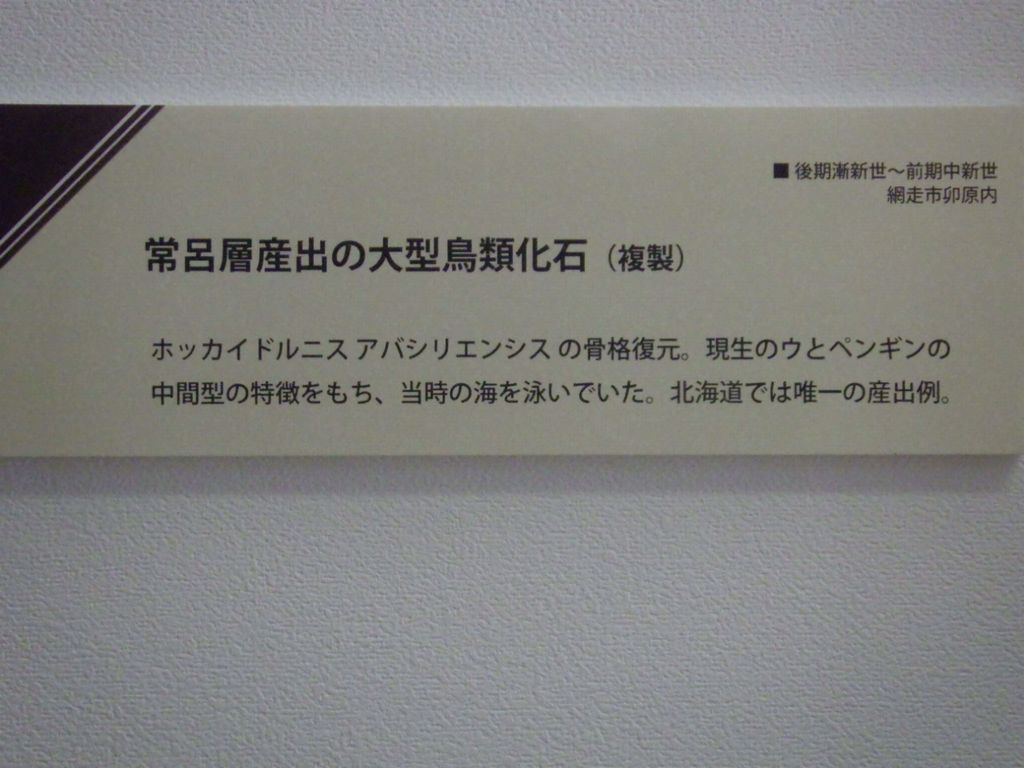 ■ 後期漸新世～前期中新世
網走市卯原内
常呂層産出の大型鳥類化石（複製）
ホッカイドルニス アバシリエンシス の骨格復元。現生のウとペンギンの
中間型の特徴をもち、当時の海を泳いでいた。北海道では唯一の産出例。